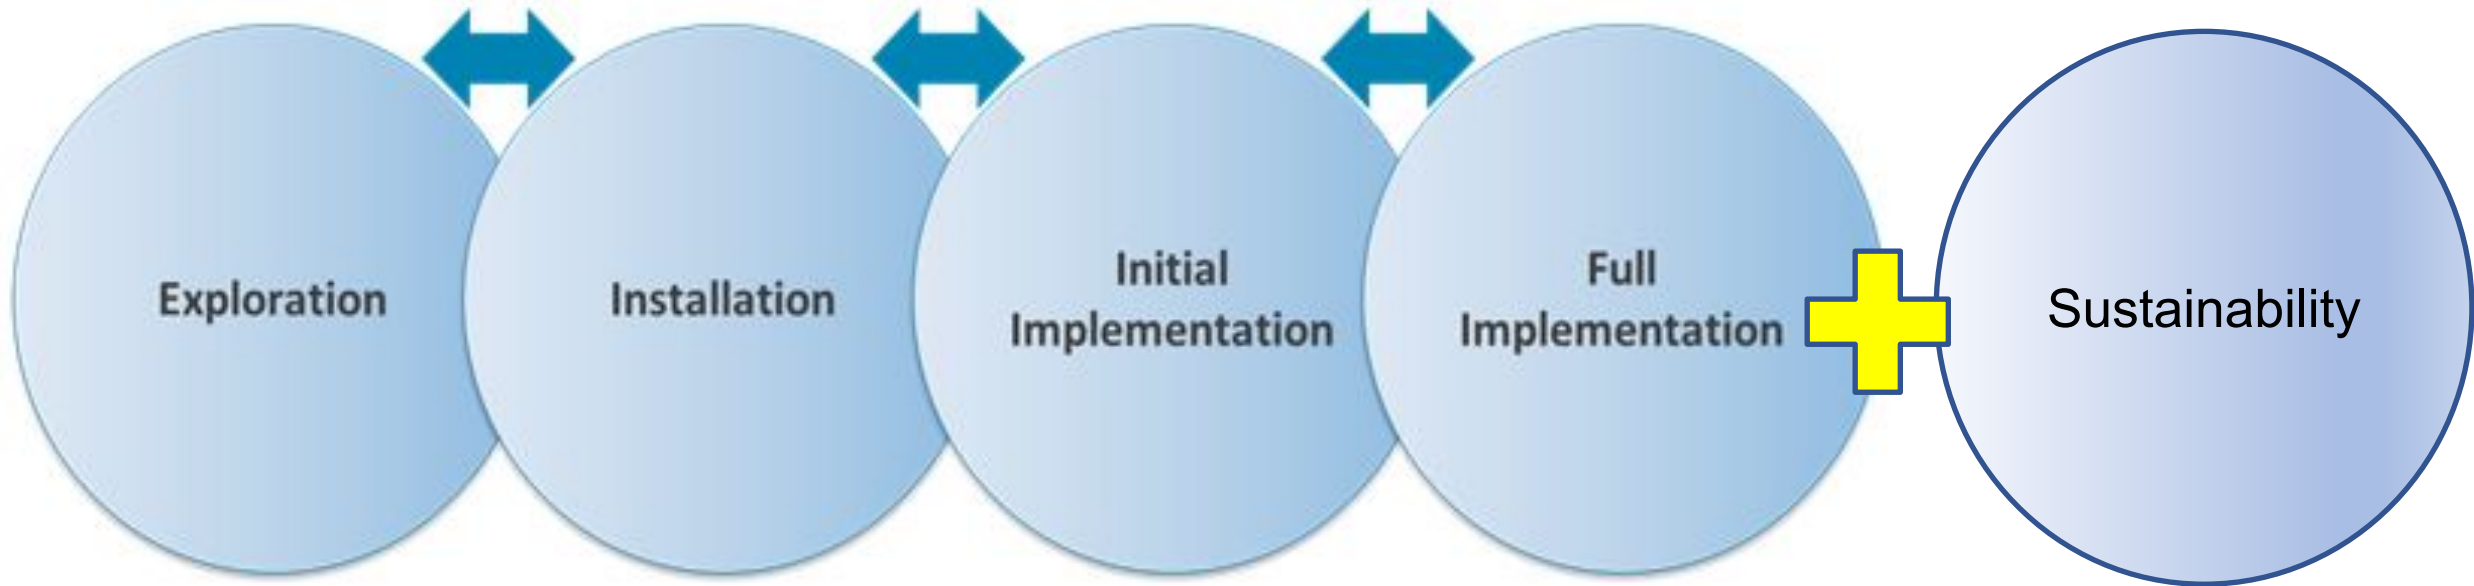 Exploration
Installation
Initial
Implementation
Full
Implementation
Sustainability